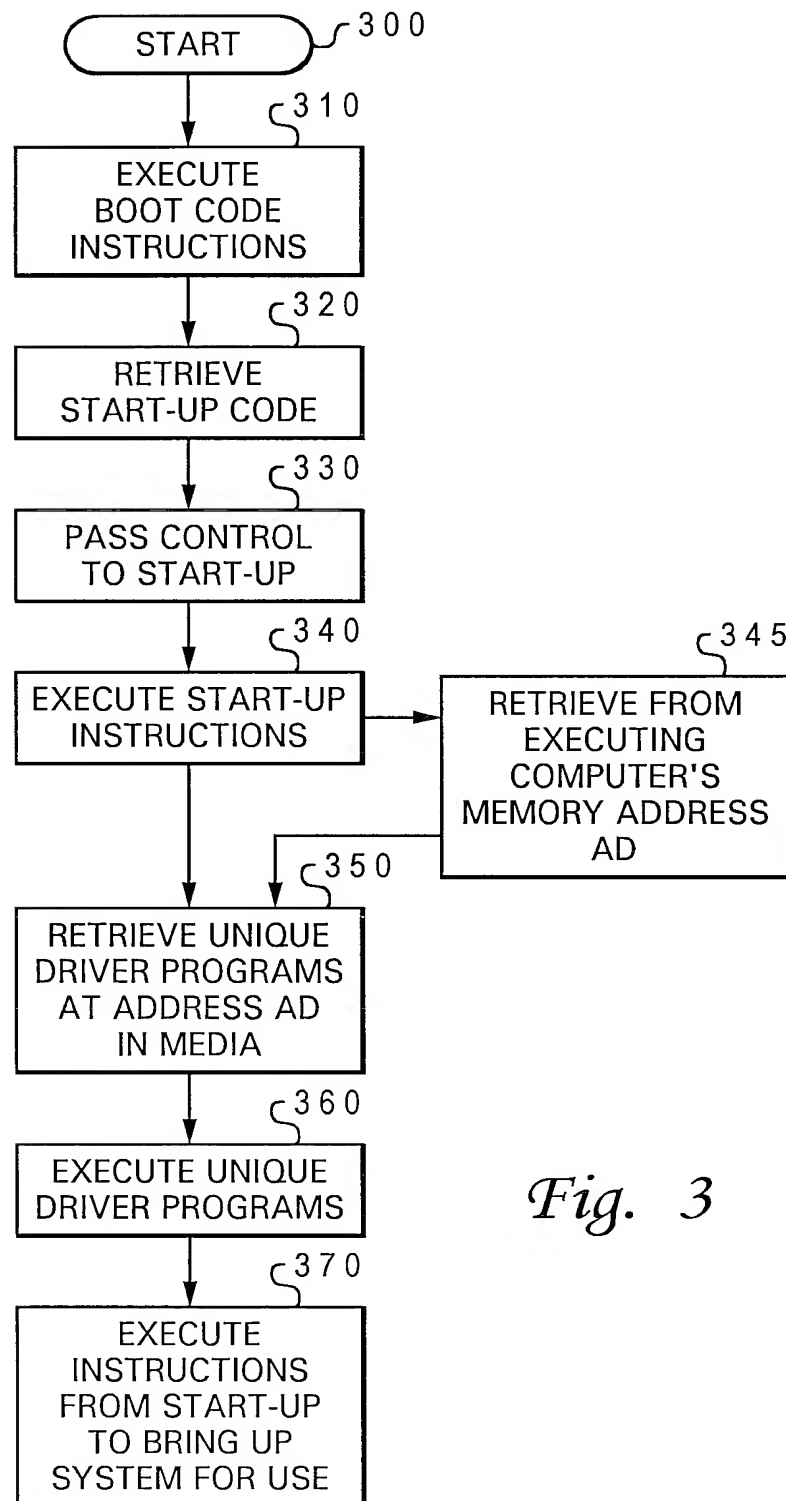 START
300
310
EXECUTE
BOOT CODE
INSTRUCTIONS
320
RETRIEVE
START-UP CODE
330
PASS CONTROL
TO START-UP
340
EXECUTE START-UP
INSTRUCTIONS
345
RETRIEVE FROM
EXECUTING
COMPUTER'S
MEMORY ADDRESS
AD
350
RETRIEVE UNIQUE
DRIVER PROGRAMS
AT ADDRESS AD
IN MEDIA
360
EXECUTE UNIQUE
DRIVER PROGRAMS
370
EXECUTE
INSTRUCTIONS
FROM START-UP
TO BRING UP
SYSTEM FOR USE
Fig. 3